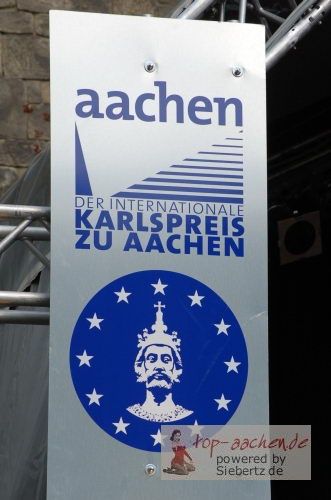 aachen
DER INTERNATIONALE
KARLSPREIS
ZU AACHEN
top-aachen.de
powered by
Siebertz.de